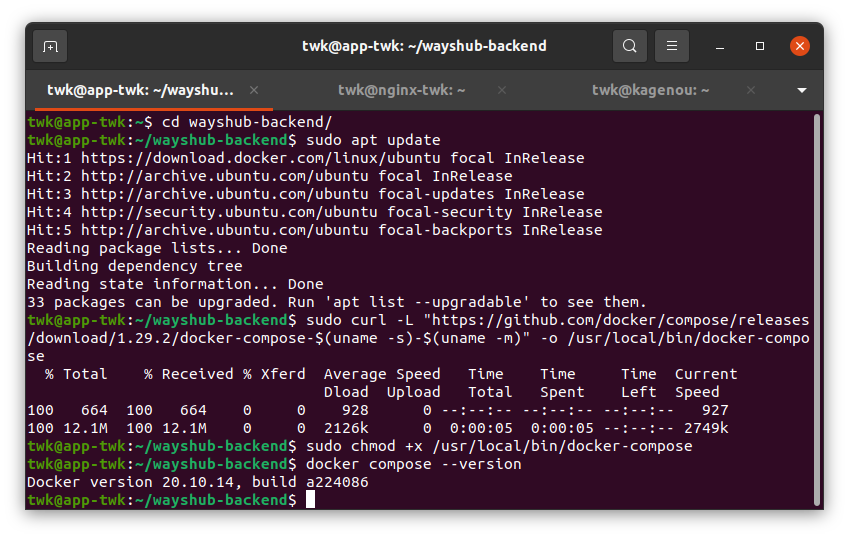 twk@app-twk: ~/wayshub-backend
twk@app-twk: ~/wayshu...
twk@nginx-twk: ~
twk@kagenou: ~
twk@app-twk:~$ cd wayshub-backend/
twk@app-twk:~/wayshub-backend$ sudo apt update
Hit:1 https://download.docker.com/linux/ubuntu focal InRelease
Hit:2 http://archive.ubuntu.com/ubuntu focal InRelease
Hit:3 http://archive.ubuntu.com/ubuntu focal-updates InRelease
Hit:4 http://security.ubuntu.com/ubuntu focal-security InRelease
Hit:5 http://archive.ubuntu.com/ubuntu focal-backports InRelease
Reading package lists... Done
Building dependency tree
Reading state information... Done
33 packages can be upgraded. Run 'apt list --upgradable' to see them.
twk@app-twk:~/wayshub-backend$ sudo curl -L "https://github.com/docker/compose/releases
/download/1.29.2/docker-compose-$(uname -s)-$(uname -m)" -o /usr/local/bin/docker-compo
se
  % Total    % Received % Xferd  Average Speed   Time    Time     Time  Current
                                 Dload  Upload   Total   Spent    Left  Speed
100   664  100   664    0     0    928      0 --:--:-- --:--:-- --:--:--   927
100 12.1M  100 12.1M    0     0  2126k      0  0:00:05  0:00:05 --:--:-- 2749k
twk@app-twk:~/wayshub-backend$ sudo chmod +x /usr/local/bin/docker-compose
twk@app-twk:~/wayshub-backend$ docker compose --version
Docker version 20.10.14, build a224086
twk@app-twk:~/wayshub-backend$